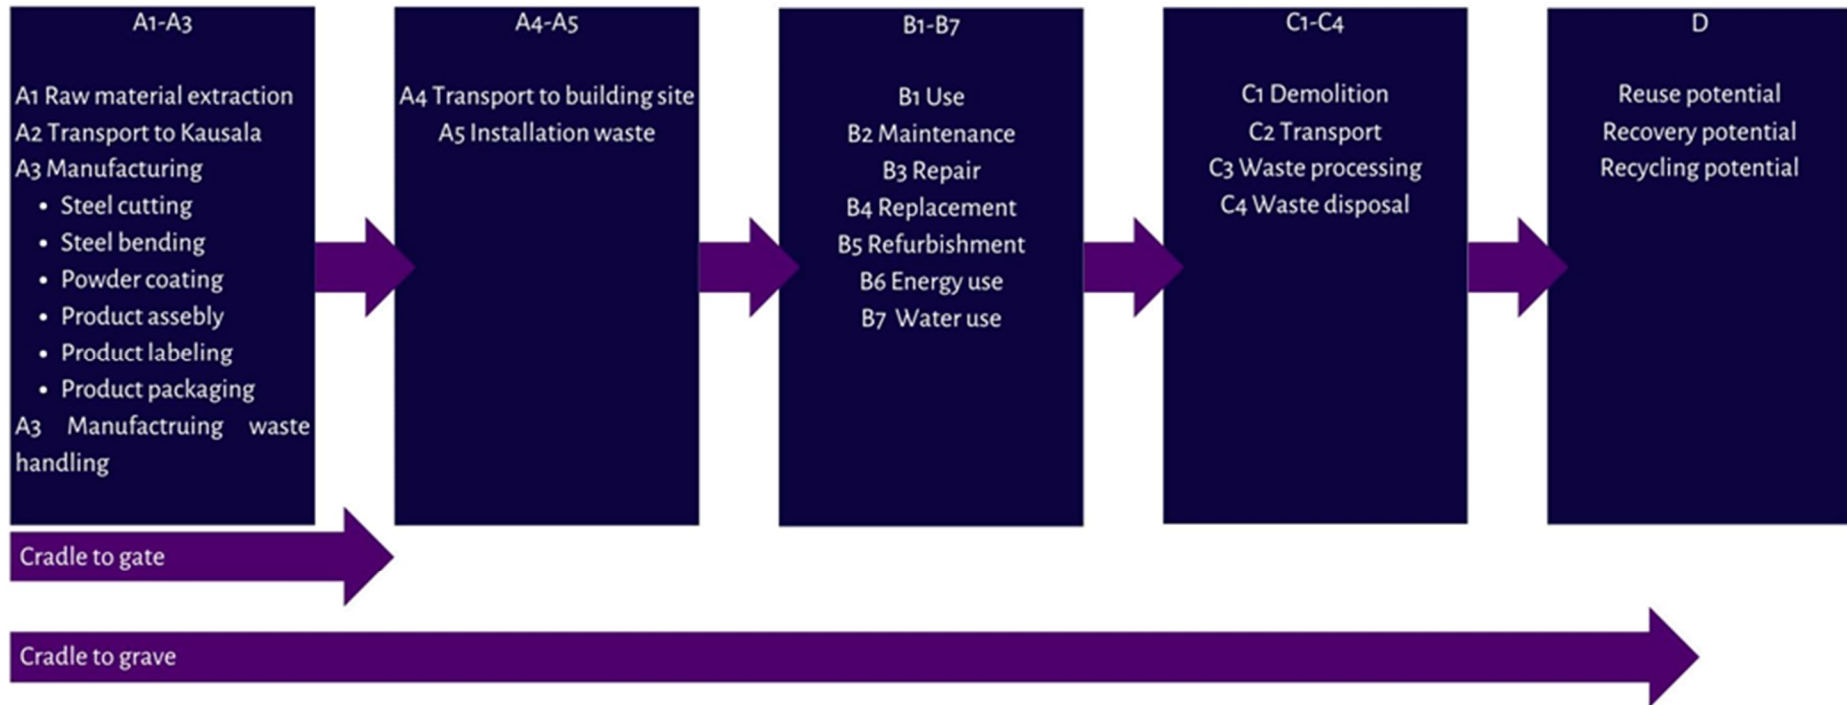 A1-A3
A1 Raw material extraction
A2 Transport to Kausala
A3 Manufacturing
• Steel cutting
• Steel bending
• Powder coating
• Product assebly
• Product labeling
• Product packaging
A3 Manufactruing waste
handling
A4-A5
A4 Transport to building site
A5 Installation waste
B1-B7
B1 Use
B2 Maintenance
B3 Repair
B4 Replacement
B5 Refurbishment
B6 Energy use
B7 Water use
C1-C4
C1 Demolition
C2 Transport
C3 Waste processing
C4 Waste disposal
D
Reuse potential
Recovery potential
Recycling potential
Cradle to gate
Cradle to grave